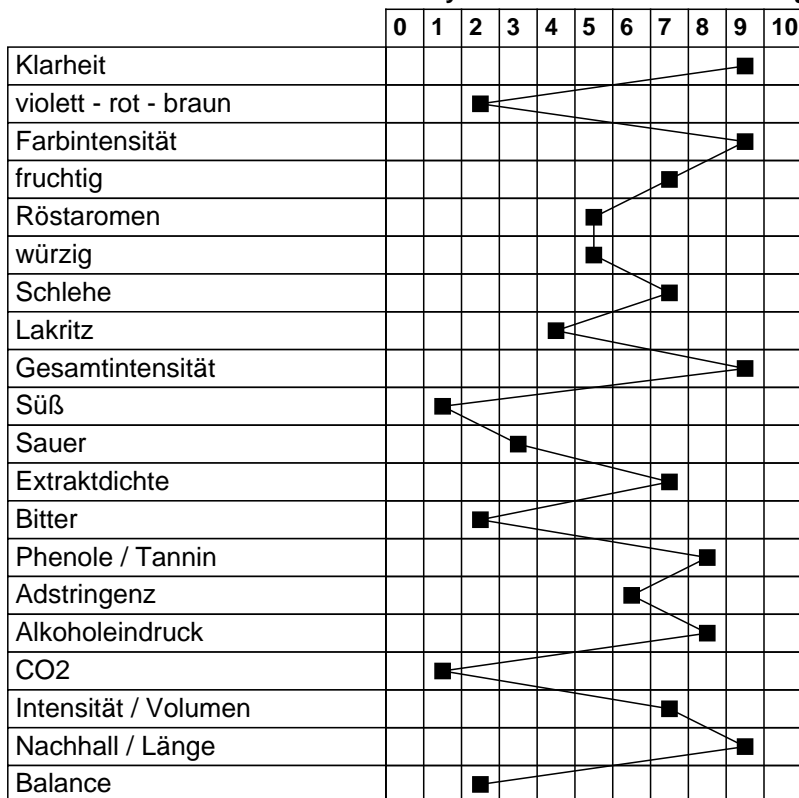 0 1 2 3 4 5 6 7 8 9 10
Klarheit
violett - rot - braun
Farbintensität
fruchtig
Röstaromen
würzig
Schlehe
Lakritz
Gesamtintensität
Süß
Sauer
Extraktdichte
Bitter
Phenole / Tannin
Adstringenz
Alkoholeindruck
CO2
Intensität / Volumen
Nachhall / Länge
Balance